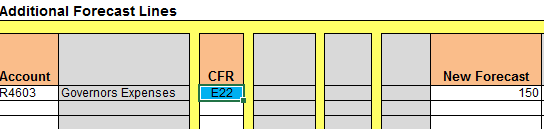 Additional Forecast Lines
Account CFR New Forecast
R4603 Governors Expenses E22 150